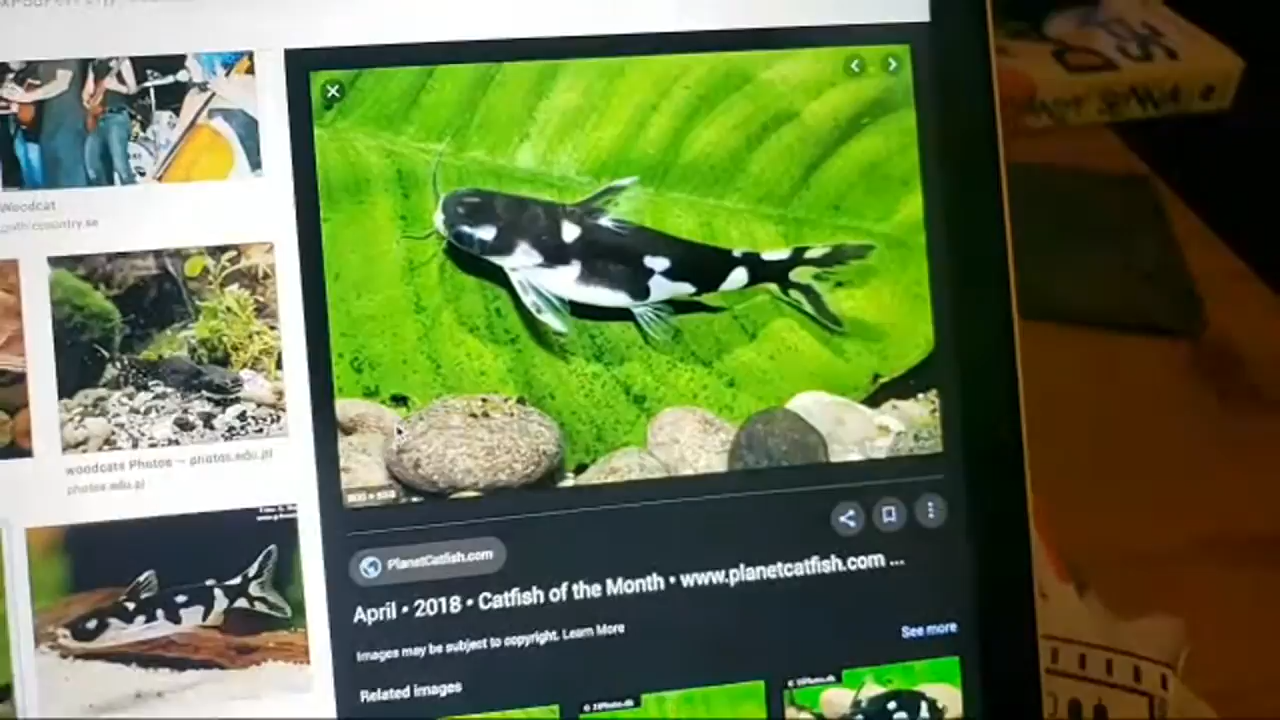 Woodcat
woodcats Photos – photos.edu.pl
photos.edu.pl
PlanetCatfish.com
April • 2018 • Catfish of the Month • www.planetcatfish.com ...
Images may be subject to copyright. Learn More
See more
Related images